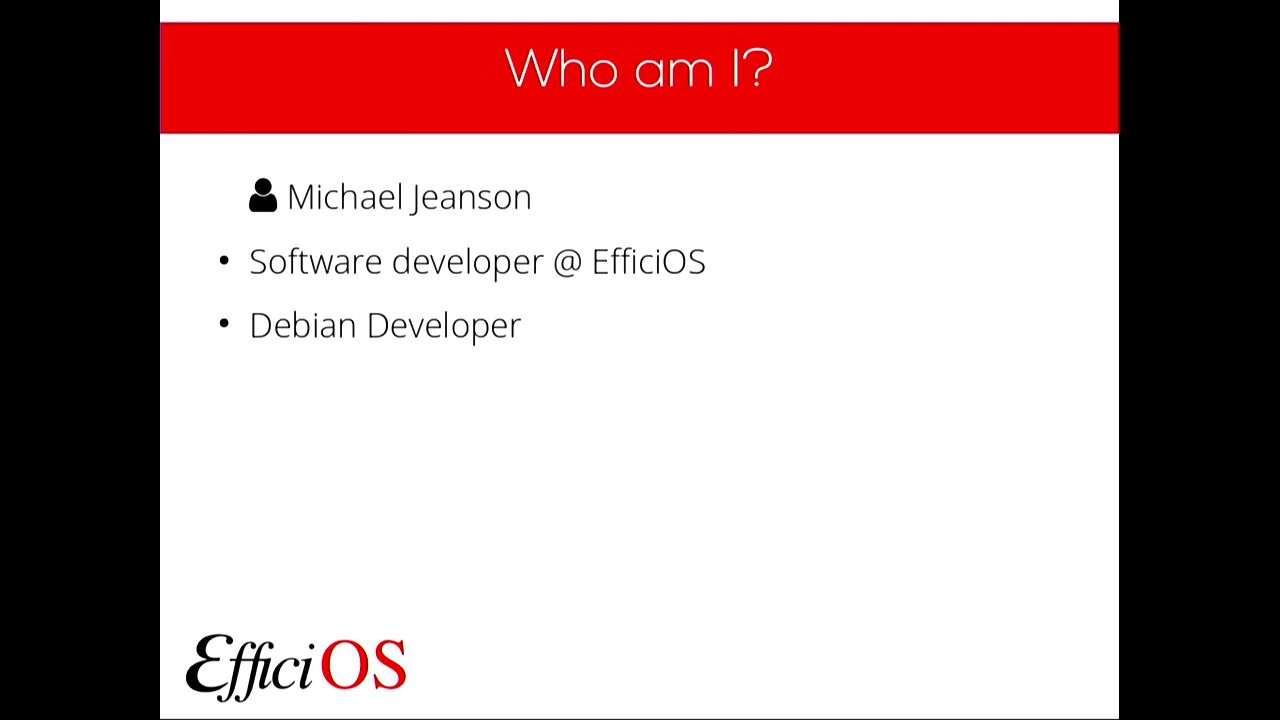 Who am I?
Michael Jeanson
• Software developer @ EfficiOS
• Debian Developer
EfficiOS